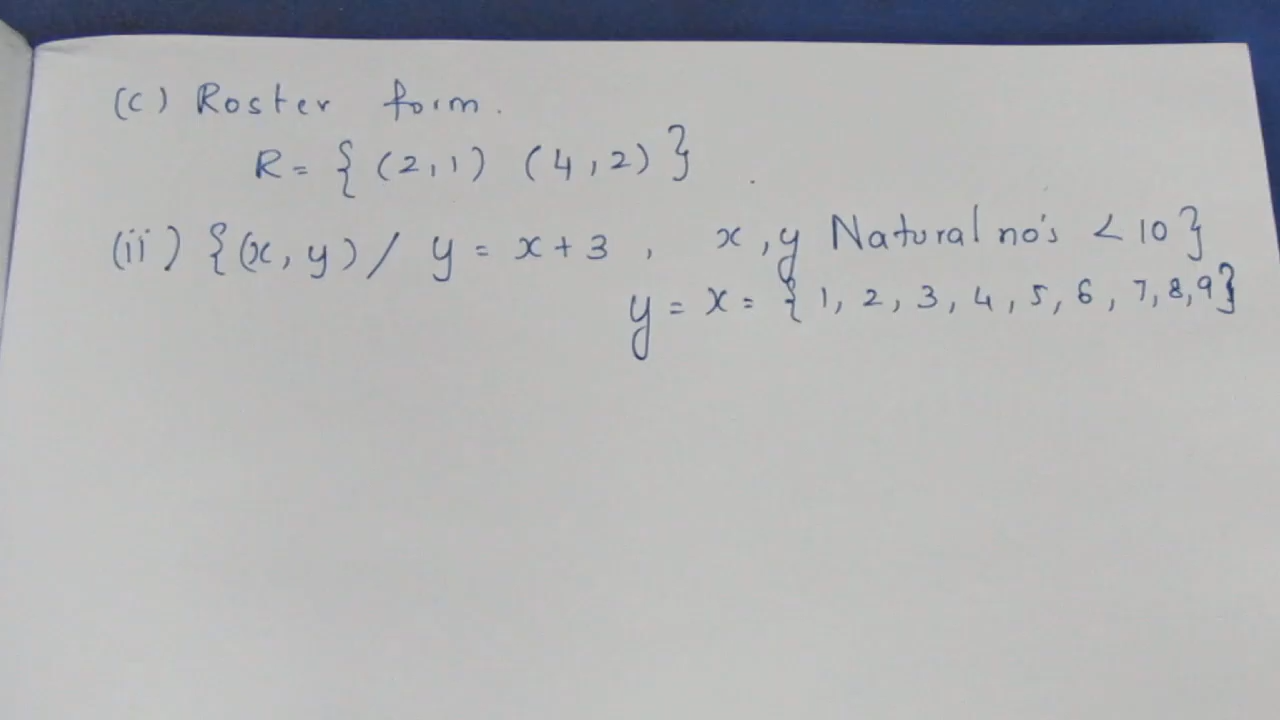 (c) Roster form.
R = { (2,1) (4,2) }
(ii) {(x, y) / y = x + 3 , x, y Natural no's < 10 }
y = x = { 1, 2, 3, 4, 5, 6, 7, 8, 9 }